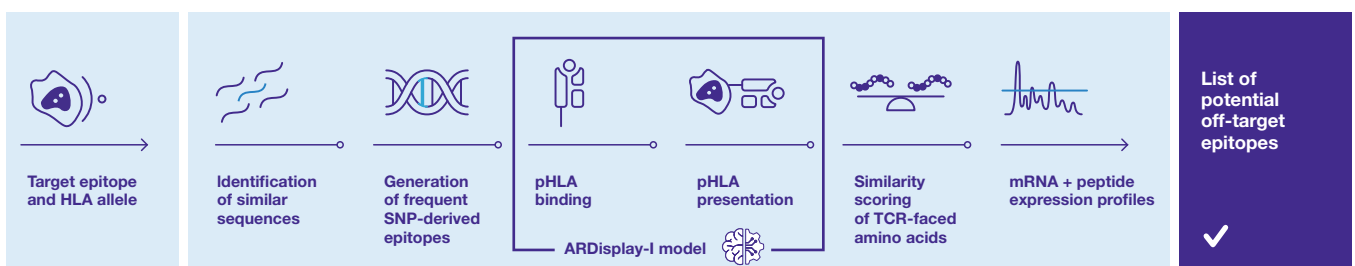 Target epitope
and HLA allele
Identification
of similar
sequences
Generation
of frequent
SNP-derived
epitopes
pHLA
binding
pHLA
presentation
ARDisplay-I model
Similarity
scoring
of TCR-faced
amino acids
mRNA + peptide
expression profiles
List of
potential
off-target
epitopes